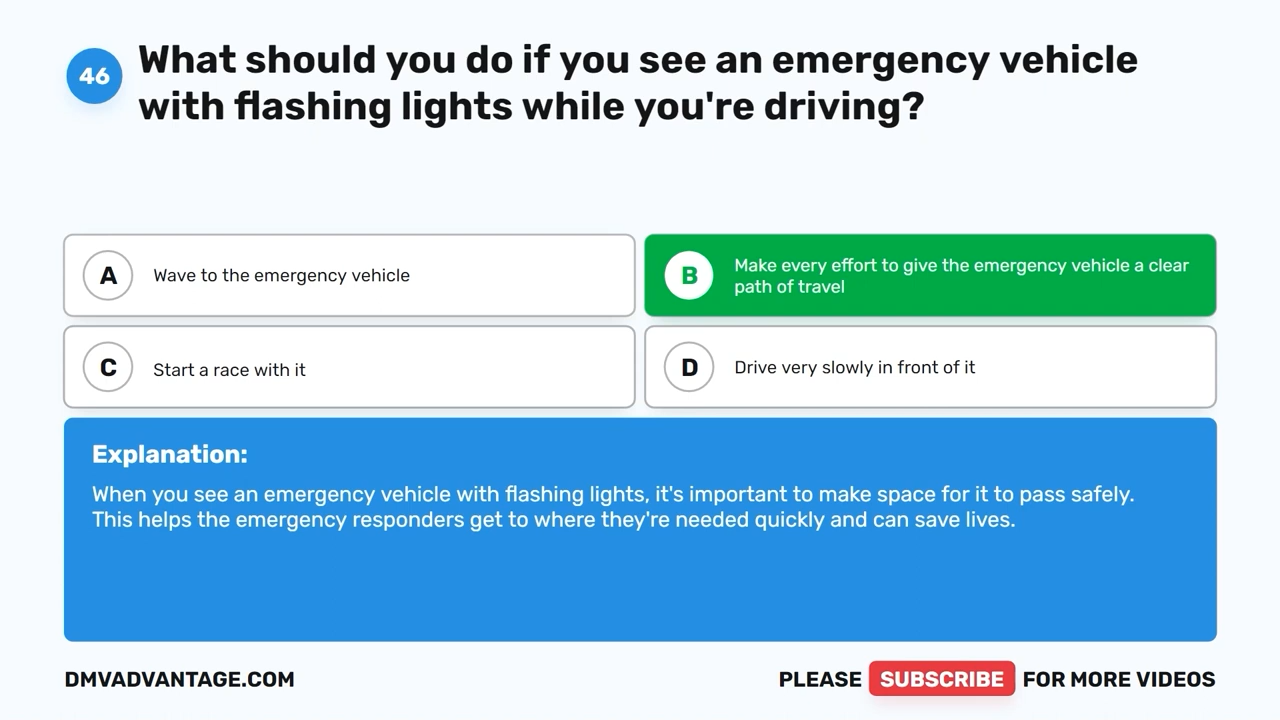 46
What should you do if you see an emergency vehicle
with flashing lights while you're driving?
A
Wave to the emergency vehicle
B
Make every effort to give the emergency vehicle a clear
path of travel
C
Start a race with it
D
Drive very slowly in front of it
Explanation:
When you see an emergency vehicle with flashing lights, it's important to make space for it to pass safely.
This helps the emergency responders get to where they're needed quickly and can save lives.
DMVADVANTAGE.COM
PLEASE SUBSCRIBE FOR MORE VIDEOS